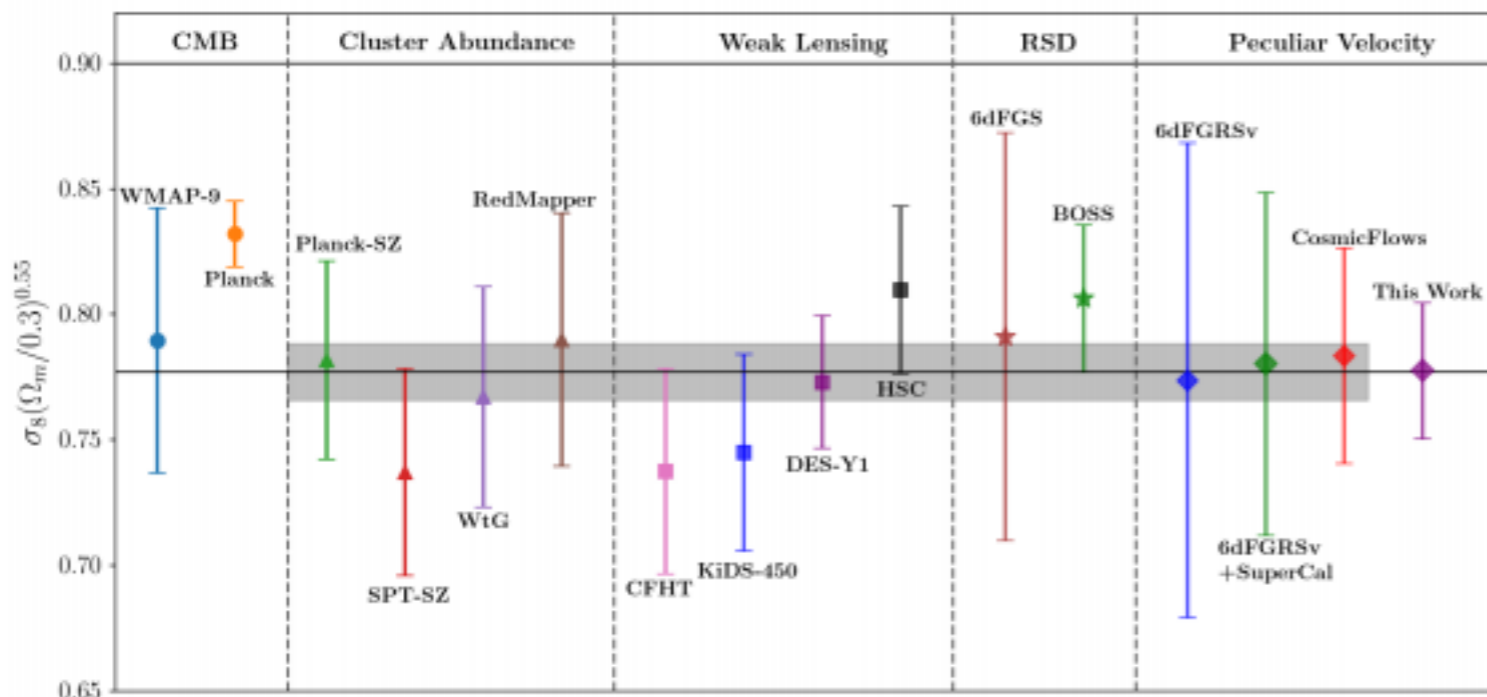 CMB Cluster Abundance Weak Lensing RSD Peculiar Velocity
0.90
6dFGS
6dFGRSv
0.85
WMAP-9
RedMapper
BOSS
Planck-SZ
CosmicFlows
Planck
This Work
0.80
HSC
0.75
DES-Y1
WtG
6dFGRSv
+SuperCal
KiDS-450
0.70
CFHT
SPT-SZ
0.65
σ8(Ωm/0.3)^0.55